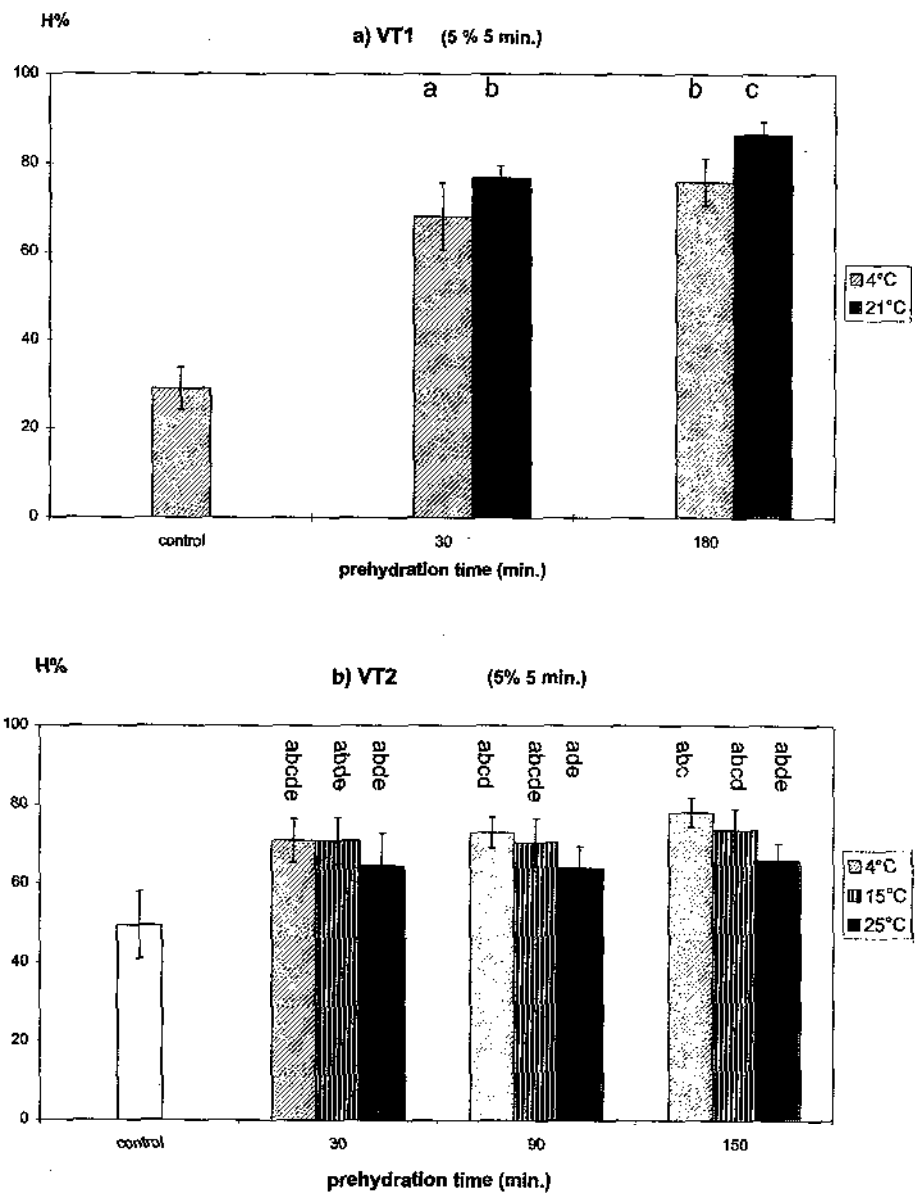 H%
a) VT1 (5 % 5 min.)
100
80
60
40
20
0
a b b c
control 30 180
prehydration time (min.)
4°C
21°C
H%
b) VT2 (5% 5 min.)
100
80
60
40
20
0
abcde abde abde abcd abcde ade abc abcd abde
control 30 90 150
prehydration time (min.)
4°C
15°C
25°C